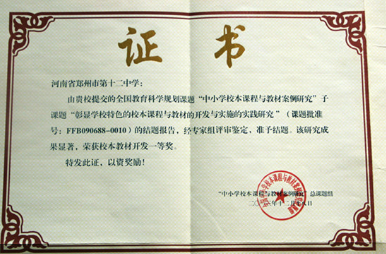 证书
河南省郑州市第十二中学：
由贵校提交的全国教育科学规划课题“中小学校本课程与教材案例研究”子
课题“彰显学校特色的校本课程与教材的开发与实施的实践研究”（课题批准
号：FFB090688-0010）的结题报告，经专家组评审鉴定，准予结题。该研究成
果显著，荣获校本教材开发一等奖。
特发此证，以资奖励！
“中小学校本课程与教材案例研究”总课题组